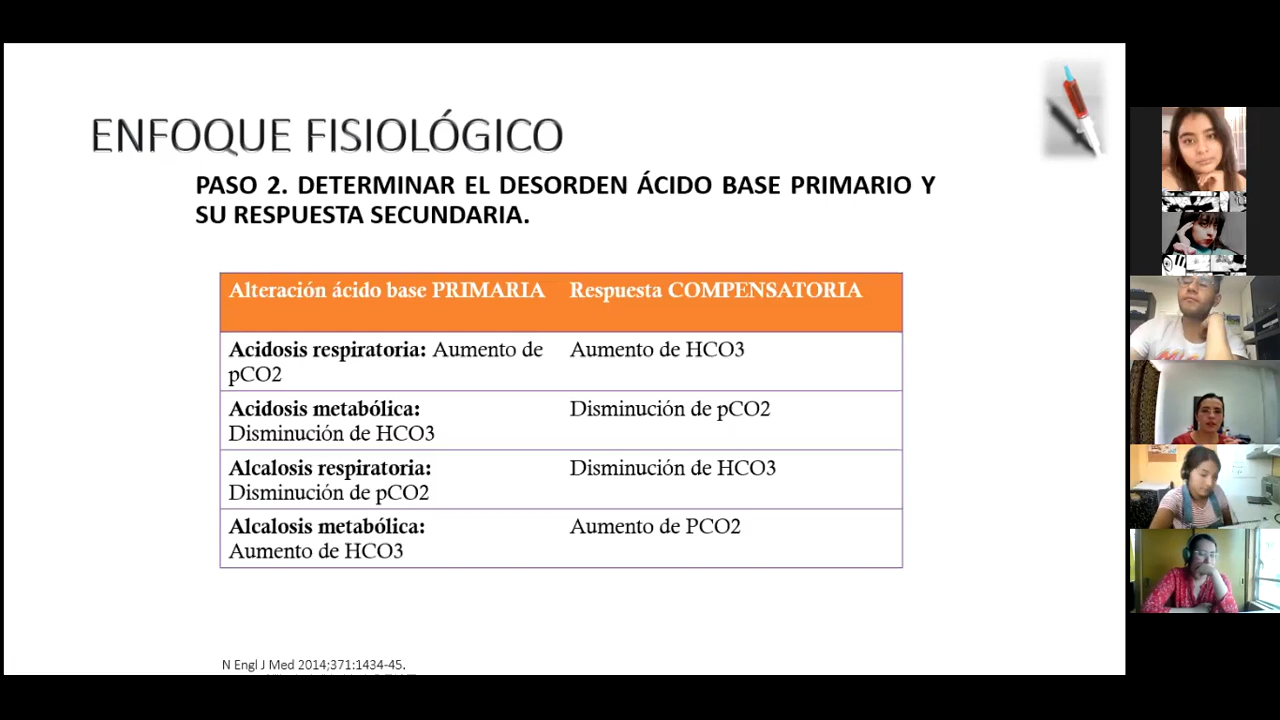 ENFOQUE FISIOLÓGICO
PASO 2. DETERMINAR EL DESORDEN ÁCIDO BASE PRIMARIO Y
SU RESPUESTA SECUNDARIA.
Alteración ácido base PRIMARIA
Respuesta COMPENSATORIA
Acidosis respiratoria: Aumento de
pCO2
Aumento de HCO3
Acidosis metabólica:
Disminución de HCO3
Disminución de pCO2
Alcalosis respiratoria:
Disminución de pCO2
Disminución de HCO3
Alcalosis metabólica:
Aumento de HCO3
Aumento de PCO2
N Engl J Med 2014;371:1434-45.